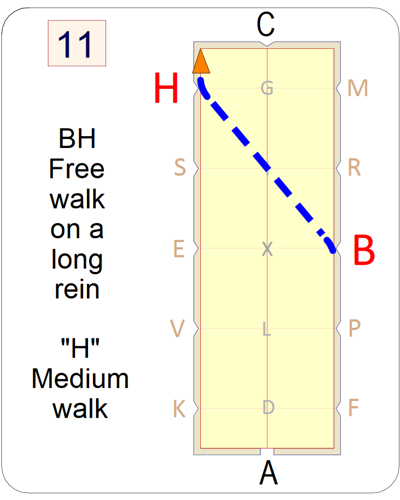 11
C
H G M
BH
Free
walk
on a
long
rein
S R
E X B
"H"
Medium
walk
V L P
K D F
A